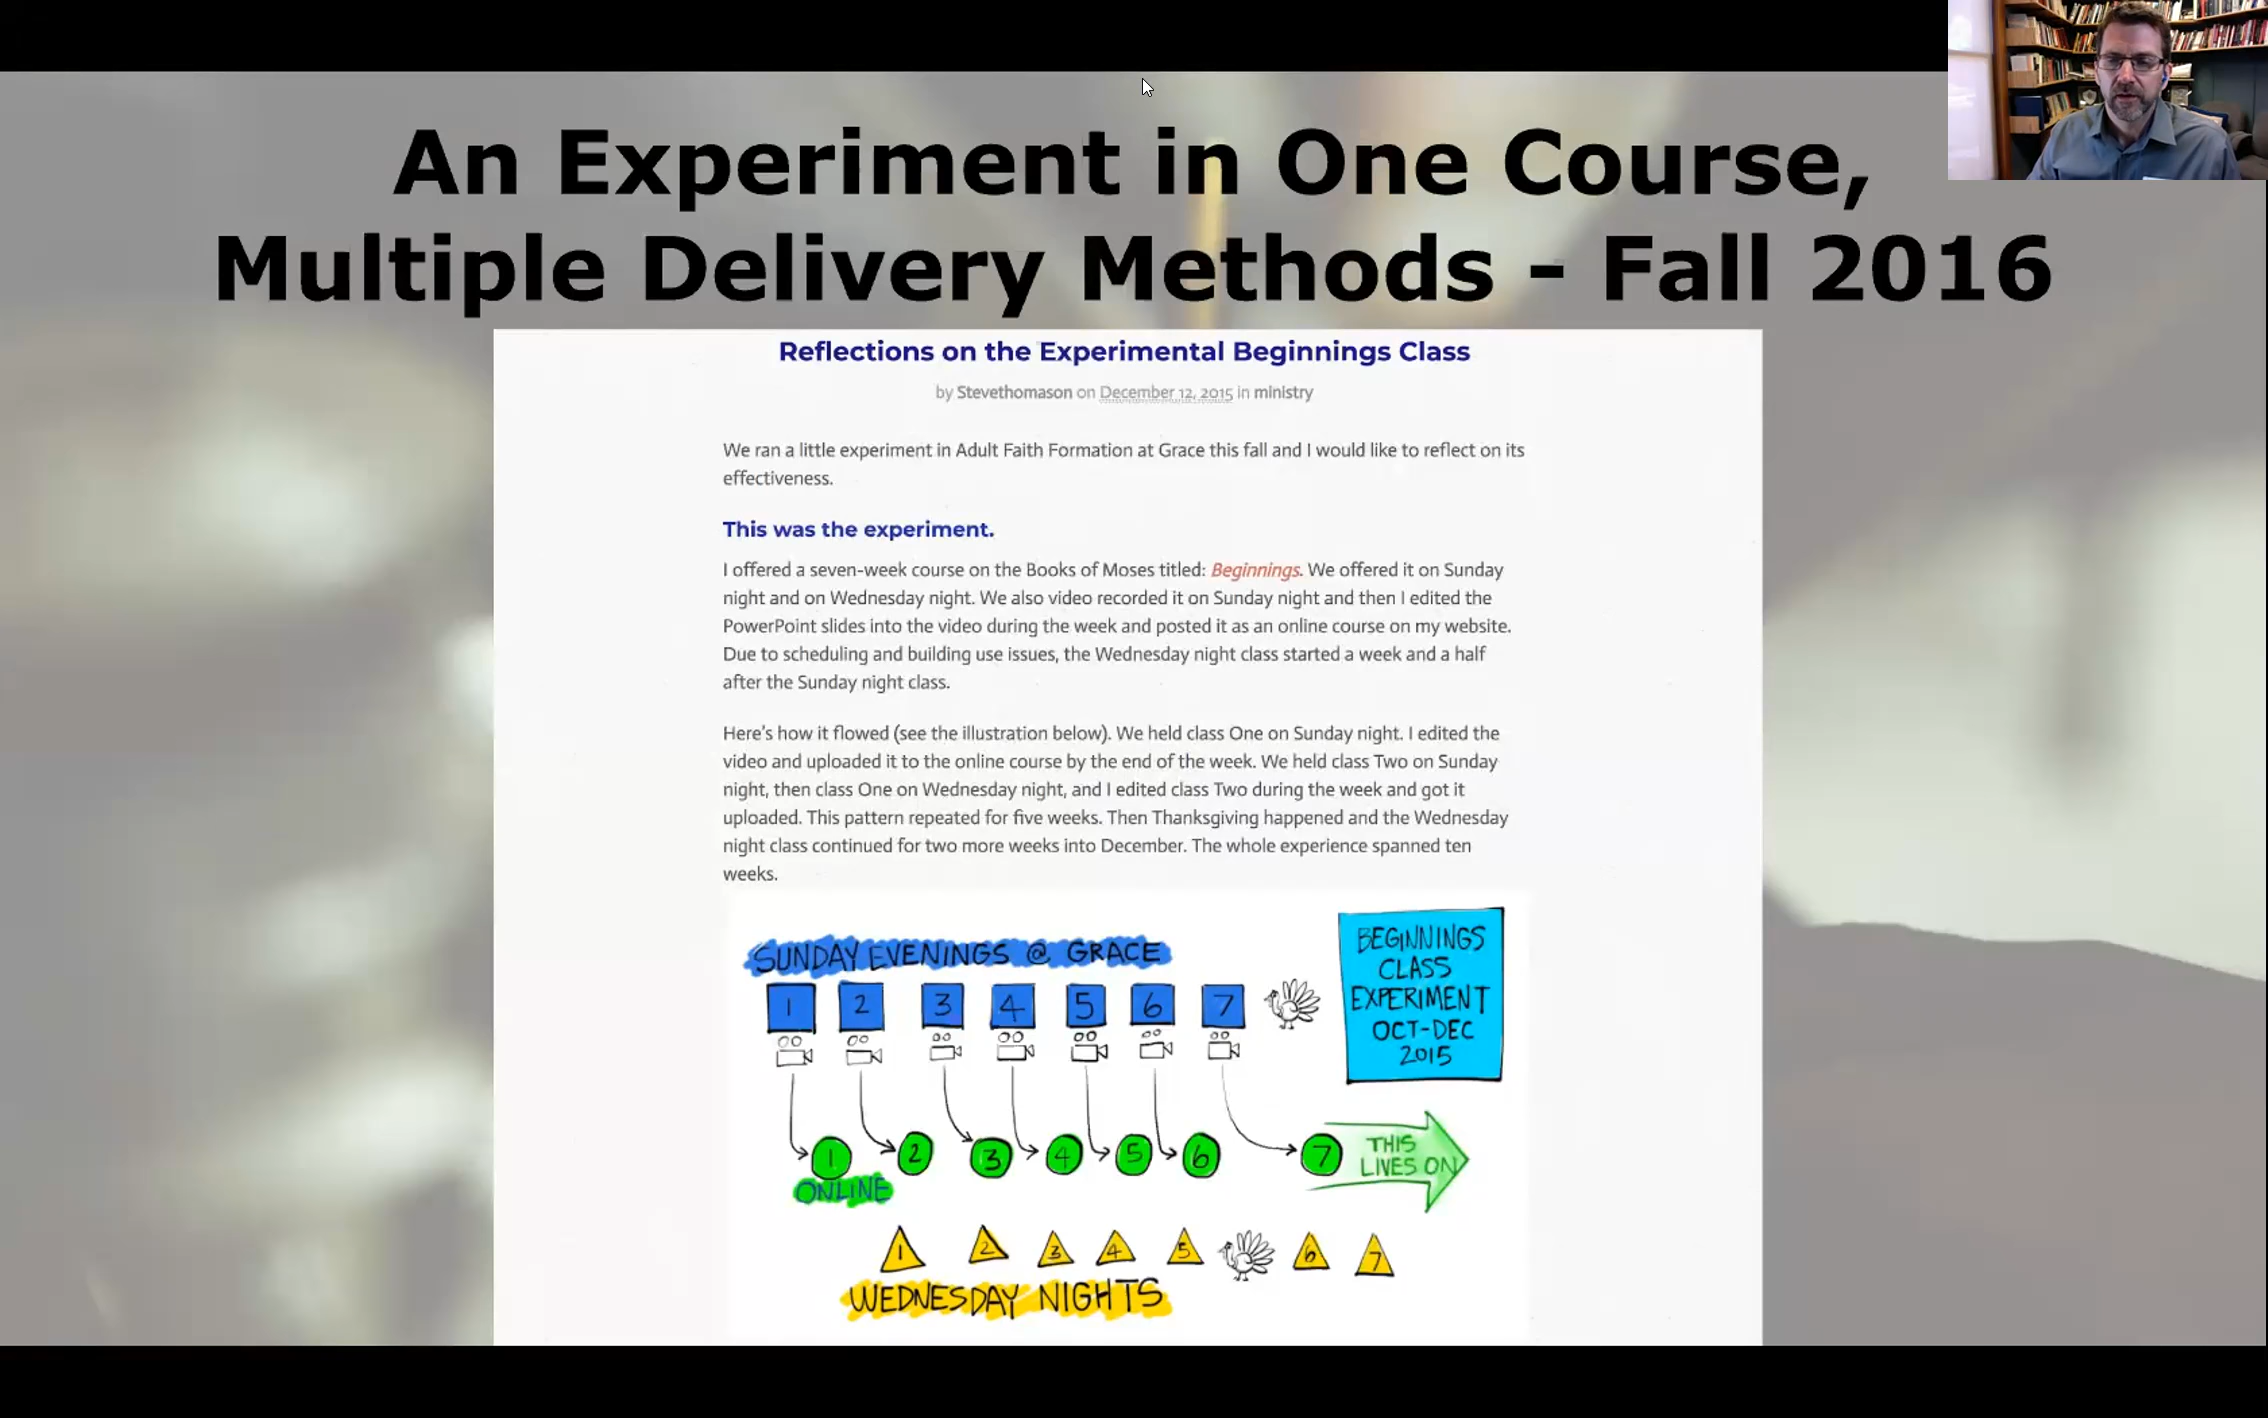 An Experiment in One Course,
Multiple Delivery Methods - Fall 2016
Reflections on the Experimental Beginnings Class
by Stevethomason on December 12, 2015 in ministry
We ran a little experiment in Adult Faith Formation at Grace this fall and I would like to reflect on its
effectiveness.
This was the experiment.
I offered a seven-week course on the Books of Moses titled: Beginnings. We offered it on Sunday
night and on Wednesday night. We also video recorded it on Sunday night and then I edited the
PowerPoint slides into the video during the week and posted it as an online course on my website.
Due to scheduling and building use issues, the Wednesday night class started a week and a half
after the Sunday night class.
Here's how it flowed (see the illustration below). We held class One on Sunday night. I edited the
video and uploaded it to the online course by the end of the week. We held class Two on Sunday
night, then class One on Wednesday night, and I edited class Two during the week and got it
uploaded. This pattern repeated for five weeks. Then Thanksgiving happened and the Wednesday
night class continued for two more weeks into December. The whole experience spanned ten
weeks.
SUNDAY EVENINGS @ GRACE
1 2 3 4 5 6 7
BEGINNINGS
CLASS
EXPERIMENT
OCT-DEC
2015
1 2 3 4 5 6 7
THIS
LIVES ON
ONLINE
1 2 3 4 5 6 7
WEDNESDAY NIGHTS